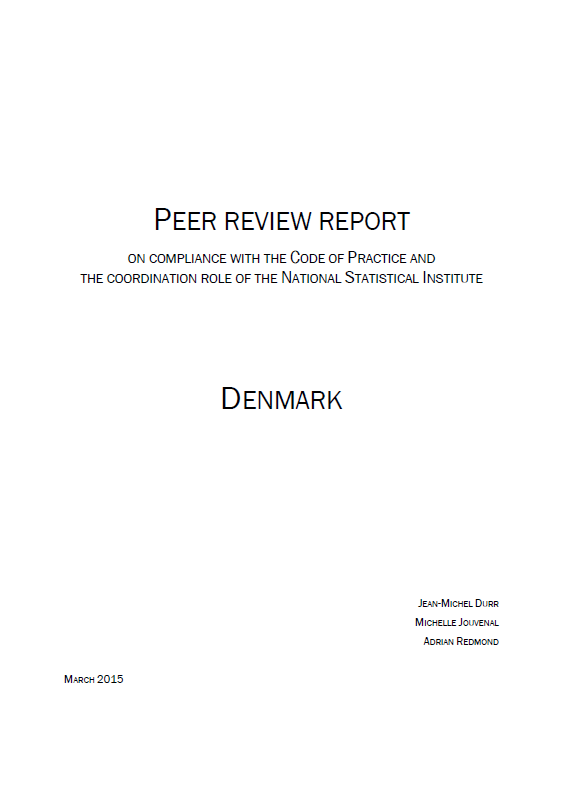 PEER REVIEW REPORT
ON COMPLIANCE WITH THE CODE OF PRACTICE AND
THE COORDINATION ROLE OF THE NATIONAL STATISTICAL INSTITUTE
DENMARK
JEAN-MICHEL DURR
MICHELLE JOUVENAL
ADRIAN REDMOND
MARCH 2015